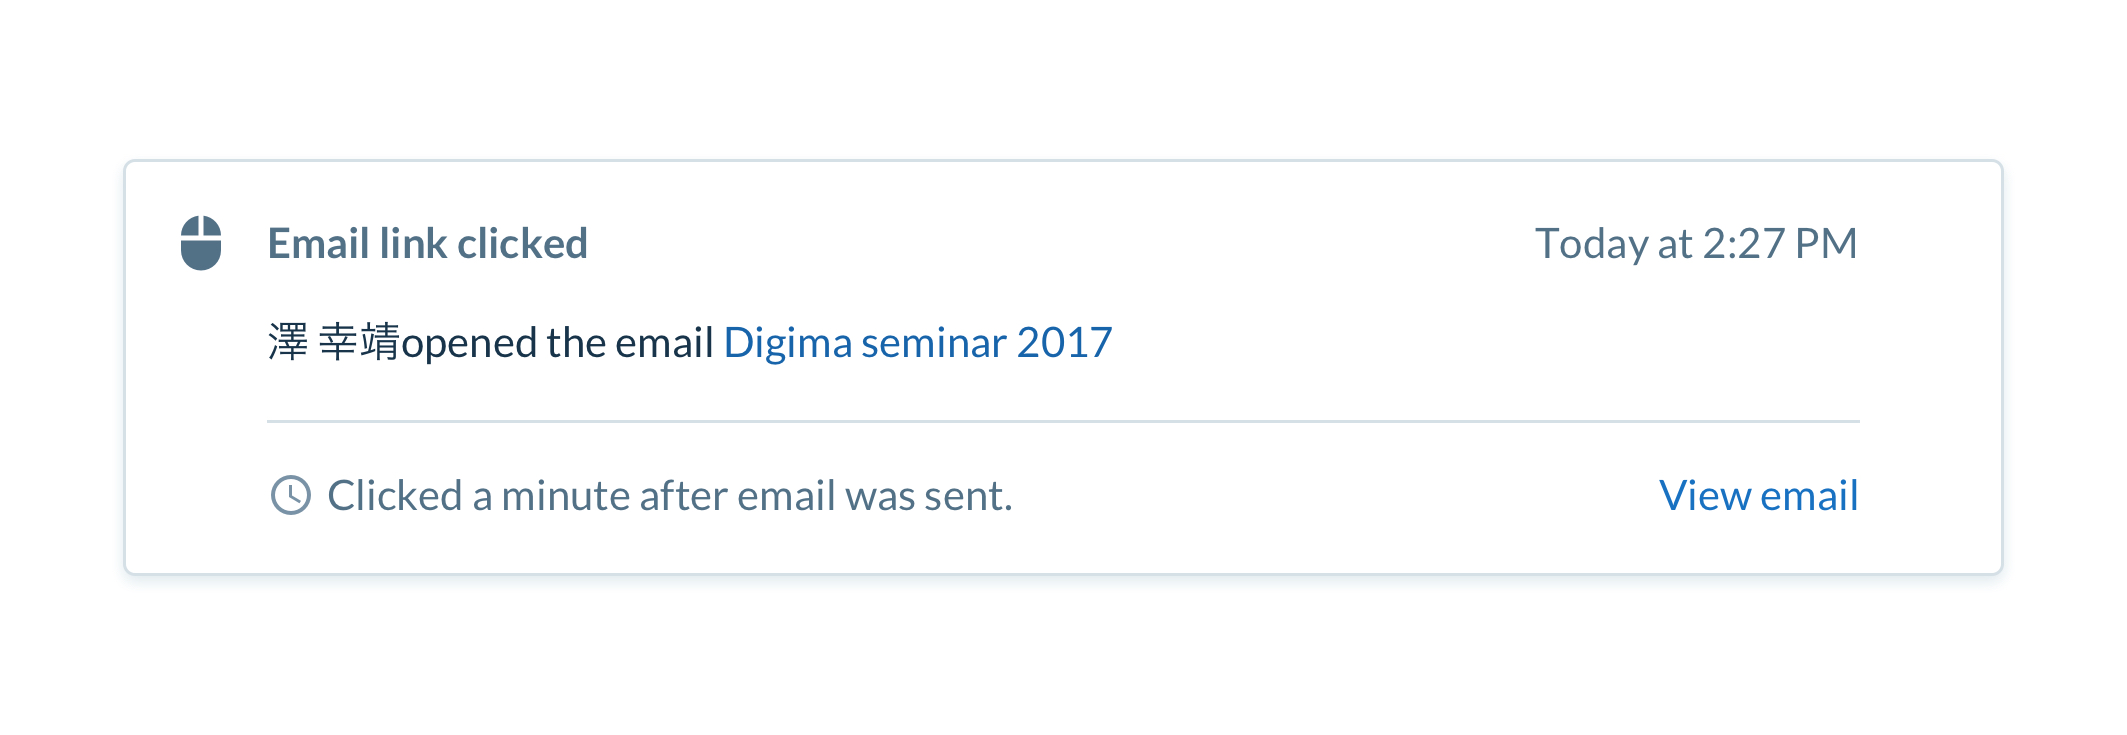 Email link clicked
Today at 2:27 PM
澤 幸靖opened the email Digima seminar 2017
Clicked a minute after email was sent.
View email